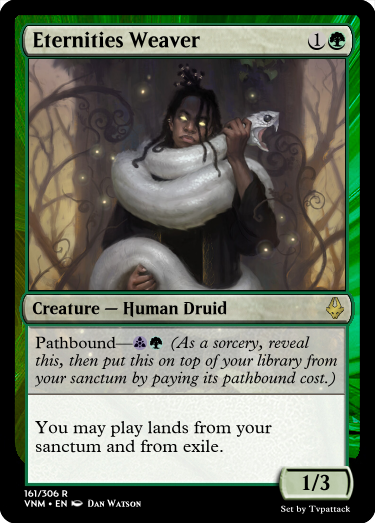 Eternities Weaver 1
Creature — Human Druid
Pathbound— (As a sorcery, reveal
this, then put this on top of your library from
your sanctum by paying its pathbound cost.)
You may play lands from your
sanctum and from exile.
1/3
161/306 R
VNM • EN Dan Watson
Set by Tvpattack